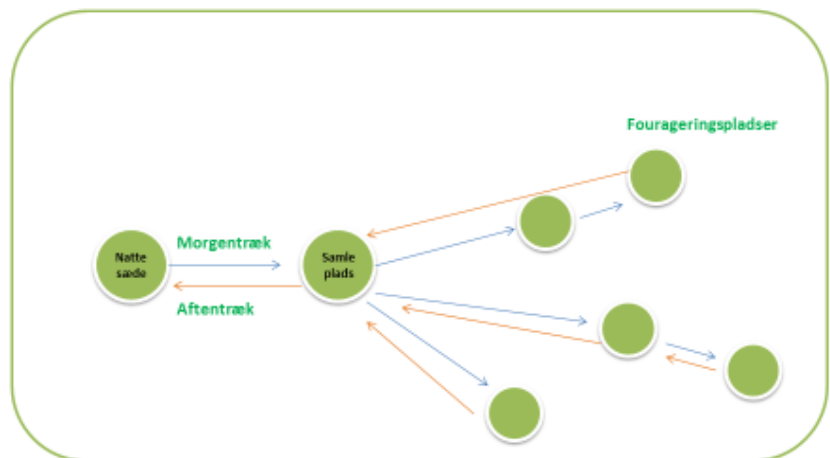 Fourageringspladser
Morgentræk
Natte
sæde
Samle
plads
Aftentræk